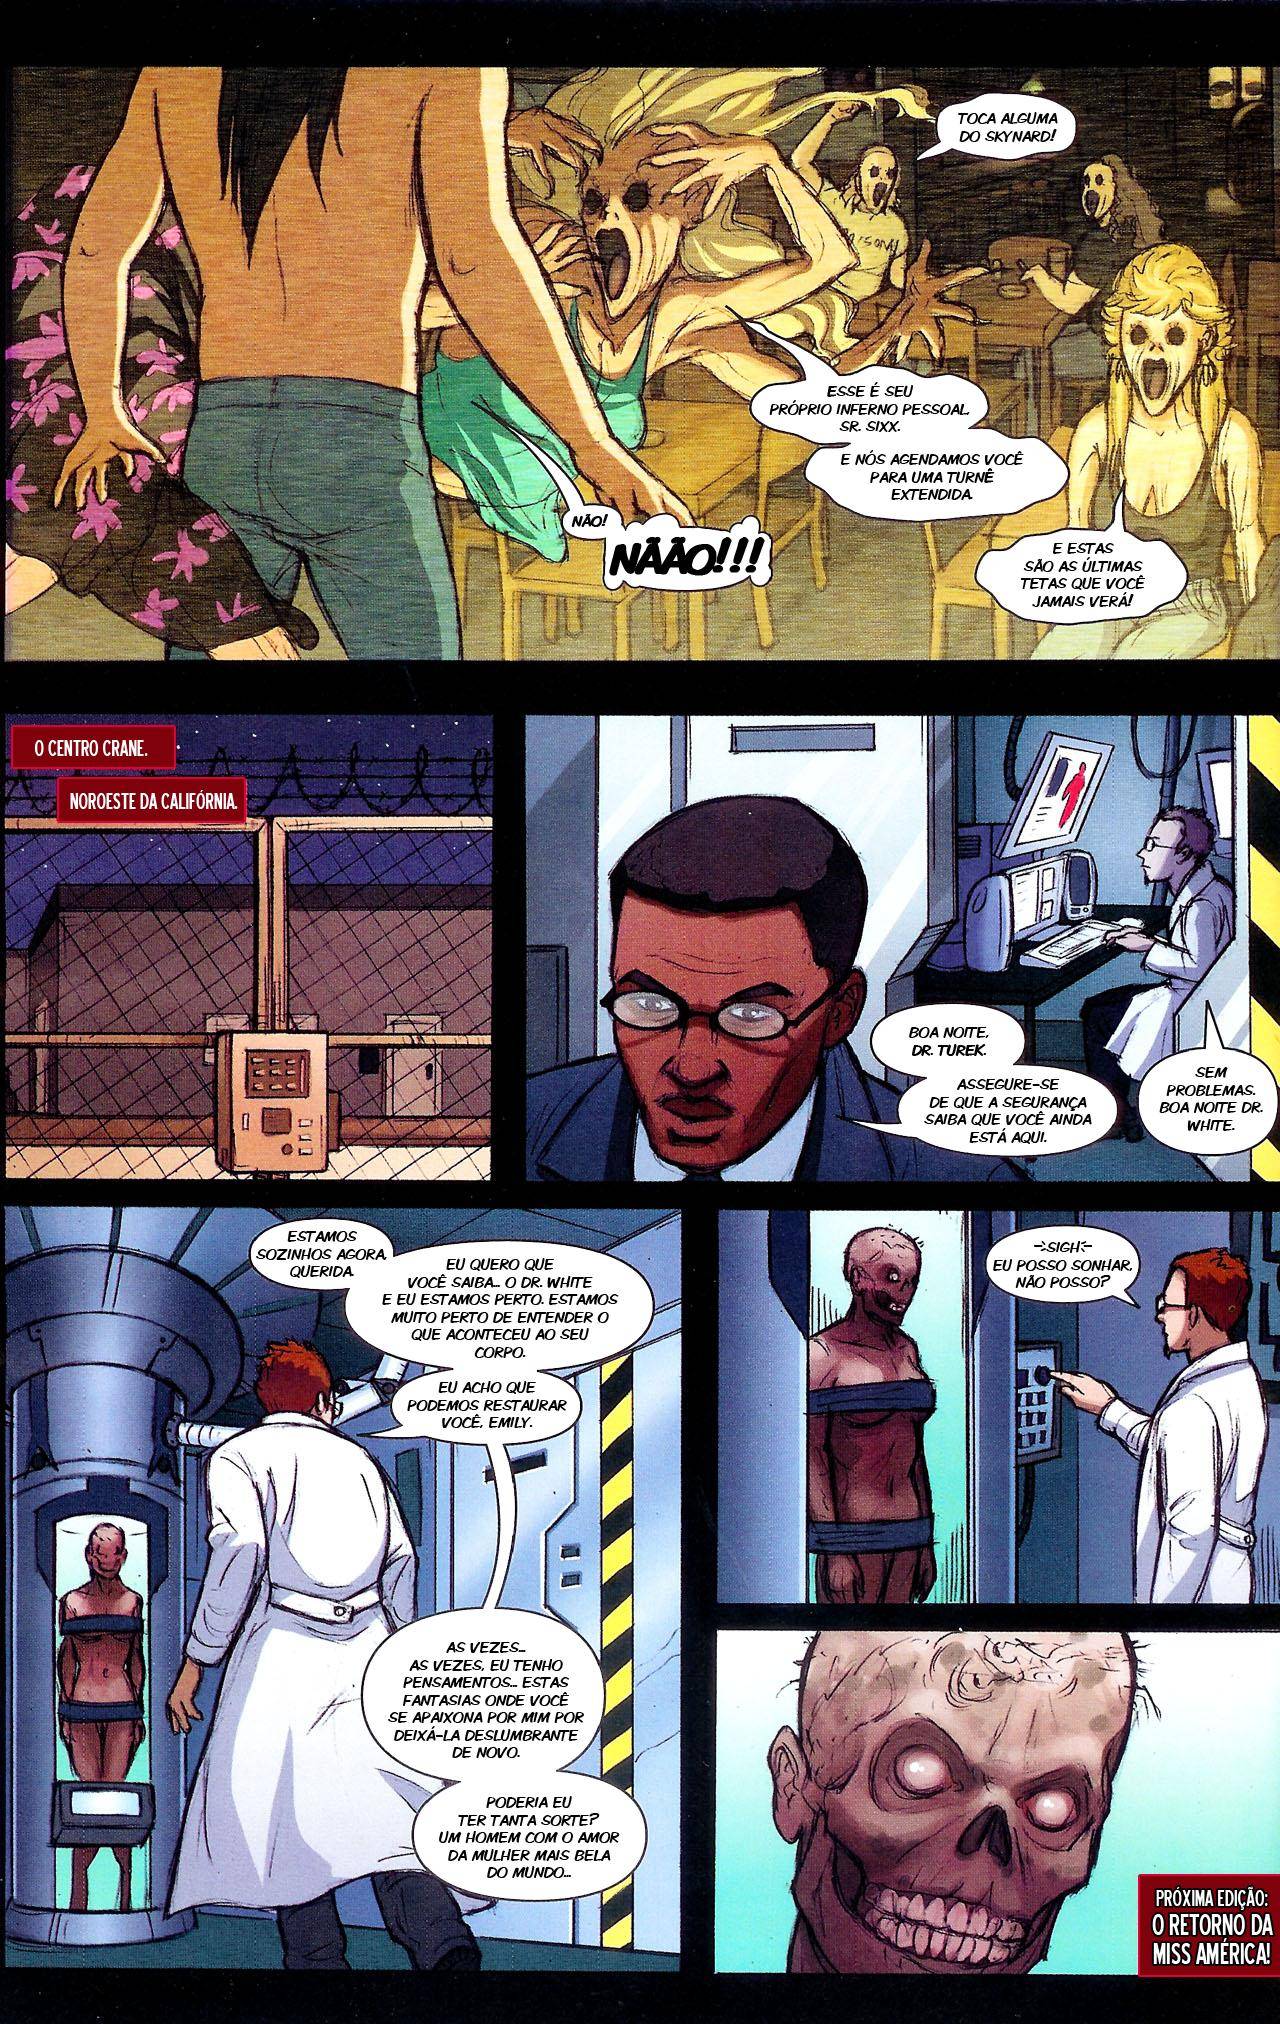 TOCA ALGUMA
DO SKYNARD!
ESSE É SEU
PRÓPRIO INFERNO PESSOAL,
SR. SIXX.
E NÓS AGENDAMOS VOCÊ
PARA UMA TURNÊ
EXTENDIDA.
NÃO!
NÃÃO!!!
E ESTAS
SÃO AS ÚLTIMAS
TETAS QUE VOCÊ
JAMAIS VERÁ!
O CENTRO CRANE.
NOROESTE DA CALIFÓRNIA.
BOA NOITE,
DR. TUREK.
ASSEGURE-SE
DE QUE A SEGURANÇA
SAIBA QUE VOCÊ AINDA
ESTÁ AQUI.
SEM
PROBLEMAS.
BOA NOITE DR.
WHITE.
ESTAMOS
SOZINHOS AGORA,
QUERIDA.
EU QUERO QUE
VOCÊ SAIBA... O DR. WHITE
E EU ESTAMOS PERTO. ESTAMOS
MUITO PERTO DE ENTENDER O
QUE ACONTECEU AO SEU
CORPO.
EU ACHO QUE
PODEMOS RESTAURAR
VOCÊ, EMILY.
AS VEZES...
AS VEZES, EU TENHO
PENSAMENTOS... ESTAS
FANTASIAS ONDE VOCÊ
SE APAIXONA POR MIM POR
DEIXÁ-LA DESLUMBRANTE
DE NOVO.
PODERIA EU
TER TANTA SORTE?
UM HOMEM COM O AMOR
DA MULHER MAIS BELA
DO MUNDO...
-SIGH-
EU POSSO SONHAR,
NÃO POSSO?
PRÓXIMA EDIÇÃO:
O RETORNO DA
MISS AMÉRICA!